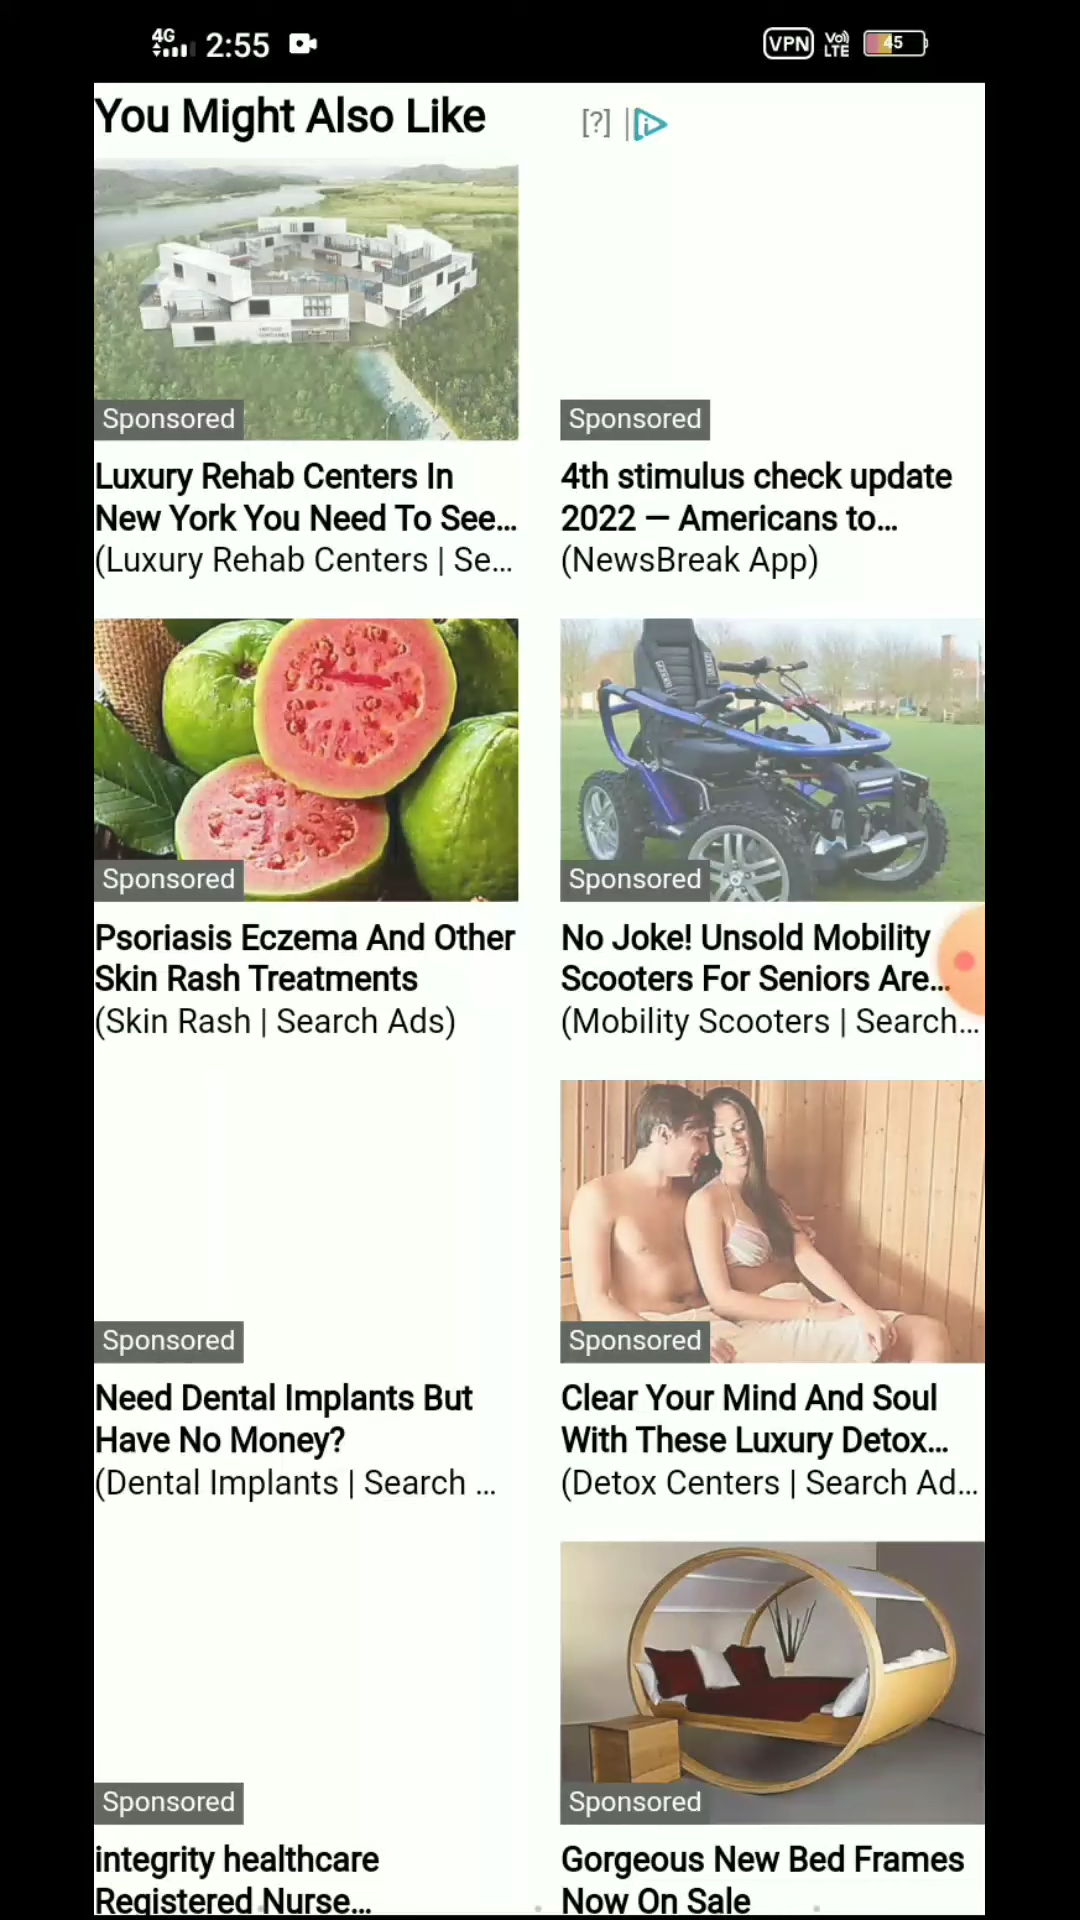 4G 2:55 VPN Vo) LTE 45
You Might Also Like [?]
Sponsored
Luxury Rehab Centers In
New York You Need To See...
(Luxury Rehab Centers | Se...
Sponsored
4th stimulus check update
2022 — Americans to...
(NewsBreak App)
Sponsored
Psoriasis Eczema And Other
Skin Rash Treatments
(Skin Rash | Search Ads)
Sponsored
No Joke! Unsold Mobility
Scooters For Seniors Are...
(Mobility Scooters | Search...
Sponsored
Need Dental Implants But
Have No Money?
(Dental Implants | Search ...
Sponsored
Clear Your Mind And Soul
With These Luxury Detox...
(Detox Centers | Search Ad...
Sponsored
integrity healthcare
Registered Nurse...
Sponsored
Gorgeous New Bed Frames
Now On Sale